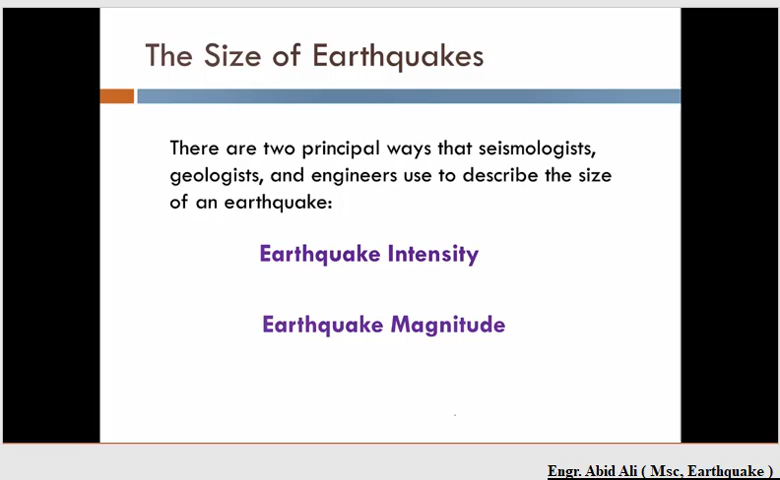 The Size of Earthquakes
There are two principal ways that seismologists,
geologists, and engineers use to describe the size
of an earthquake:
Earthquake Intensity
Earthquake Magnitude
Engr. Abid Ali ( Msc, Earthquake )